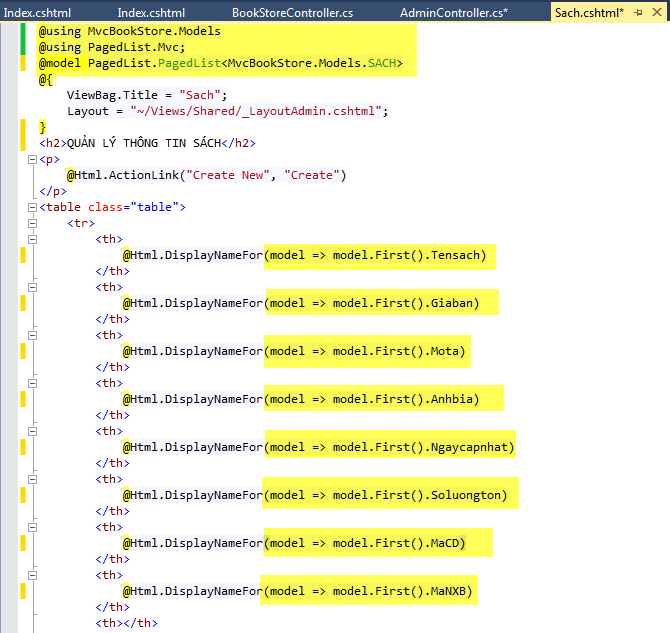 Index.cshtml Index.cshtml BookStoreController.cs AdminController.cs* Sach.cshtml*
@using MvcBookStore.Models
@using PagedList.Mvc;
@model PagedList.PagedList<MvcBookStore.Models.SACH>
@{
ViewBag.Title = "Sach";
Layout = "~/Views/Shared/_LayoutAdmin.cshtml";
}
<h2>QUẢN LÝ THÔNG TIN SÁCH</h2>
<p>
@Html.ActionLink("Create New", "Create")
</p>
<table class="table">
<tr>
<th>
@Html.DisplayNameFor(model => model.First().Tensach)
</th>
<th>
@Html.DisplayNameFor(model => model.First().Giaban)
</th>
<th>
@Html.DisplayNameFor(model => model.First().Mota)
</th>
<th>
@Html.DisplayNameFor(model => model.First().Anhbia)
</th>
<th>
@Html.DisplayNameFor(model => model.First().Ngaycapnhat)
</th>
<th>
@Html.DisplayNameFor(model => model.First().Soluongton)
</th>
<th>
@Html.DisplayNameFor(model => model.First().MaCD)
</th>
<th>
@Html.DisplayNameFor(model => model.First().MaNXB)
</th>
<th></th>